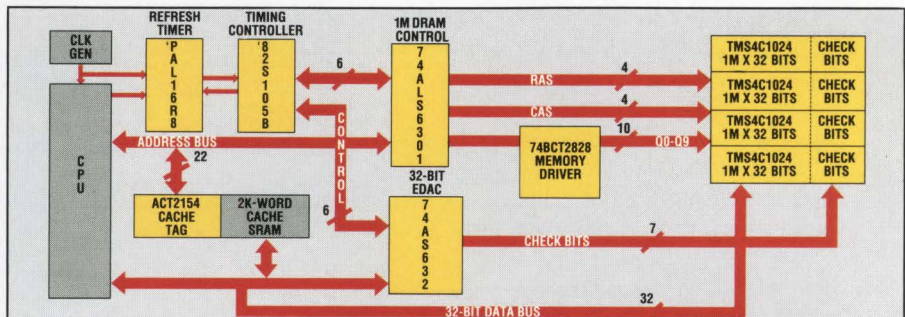 REFRESH TIMER
TIMING CONTROLLER
1M DRAM CONTROL
CLK GEN
'PAL16R8
'82S105B
74ALS6301
6
RAS
4
CAS
4
10
Q0-Q9
TMS4C1024 1M X 32 BITS
CHECK BITS
TMS4C1024 1M X 32 BITS
CHECK BITS
TMS4C1024 1M X 32 BITS
CHECK BITS
TMS4C1024 1M X 32 BITS
CHECK BITS
CPU
ADDRESS BUS
22
CONTROL
6
74BCT2828 MEMORY DRIVER
ACT2154 CACHE TAG
2K-WORD CACHE SRAM
32-BIT EDAC
74AS632
CHECK BITS
7
32-BIT DATA BUS
32